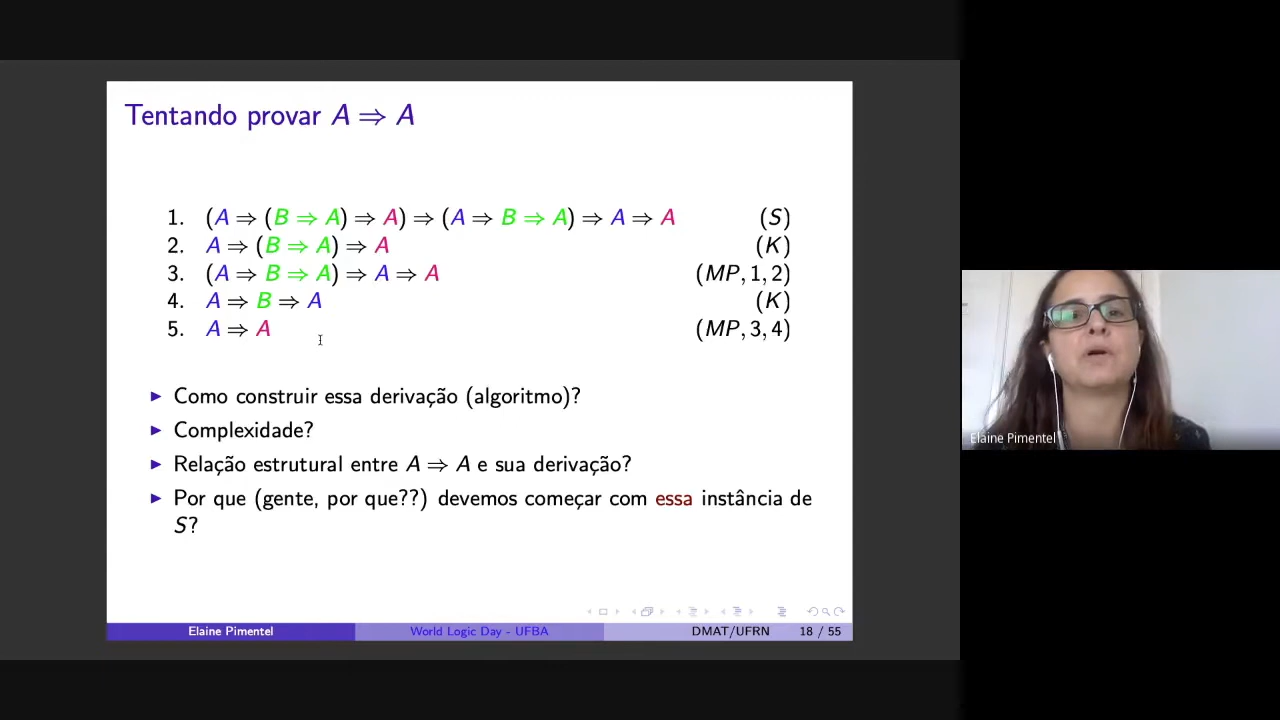 Tentando provar A ⇒ A
1. (A ⇒ (B ⇒ A) ⇒ A) ⇒ (A ⇒ B ⇒ A) ⇒ A ⇒ A (S)
2. A ⇒ (B ⇒ A) ⇒ A (K)
3. (A ⇒ B ⇒ A) ⇒ A ⇒ A (MP, 1, 2)
4. A ⇒ B ⇒ A (K)
5. A ⇒ A (MP, 3, 4)
▶ Como construir essa derivação (algoritmo)?
▶ Complexidade?
▶ Relação estrutural entre A ⇒ A e sua derivação?
▶ Por que (gente, por que??) devemos começar com essa instância de
S?
Elaine Pimentel World Logic Day - UFBA DMAT/UFRN 18 / 55
Elaine Pimentel